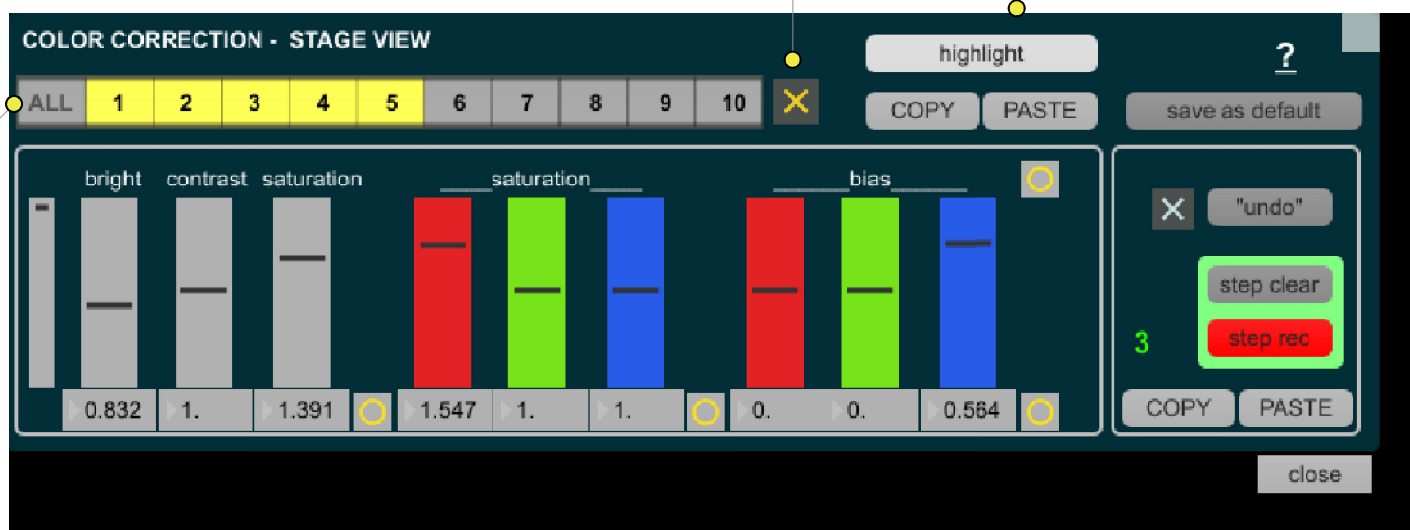 COLOR CORRECTION - STAGE VIEW
highlight
?
ALL 1 2 3 4 5 6 7 8 9 10
COPY PASTE
save as default
bright contrast saturation _____saturation_____ _______bias_______
"undo"
step clear
3
step rec
0.832 1. 1.391 1.547 1. 1. 0. 0. 0.564
COPY PASTE
close